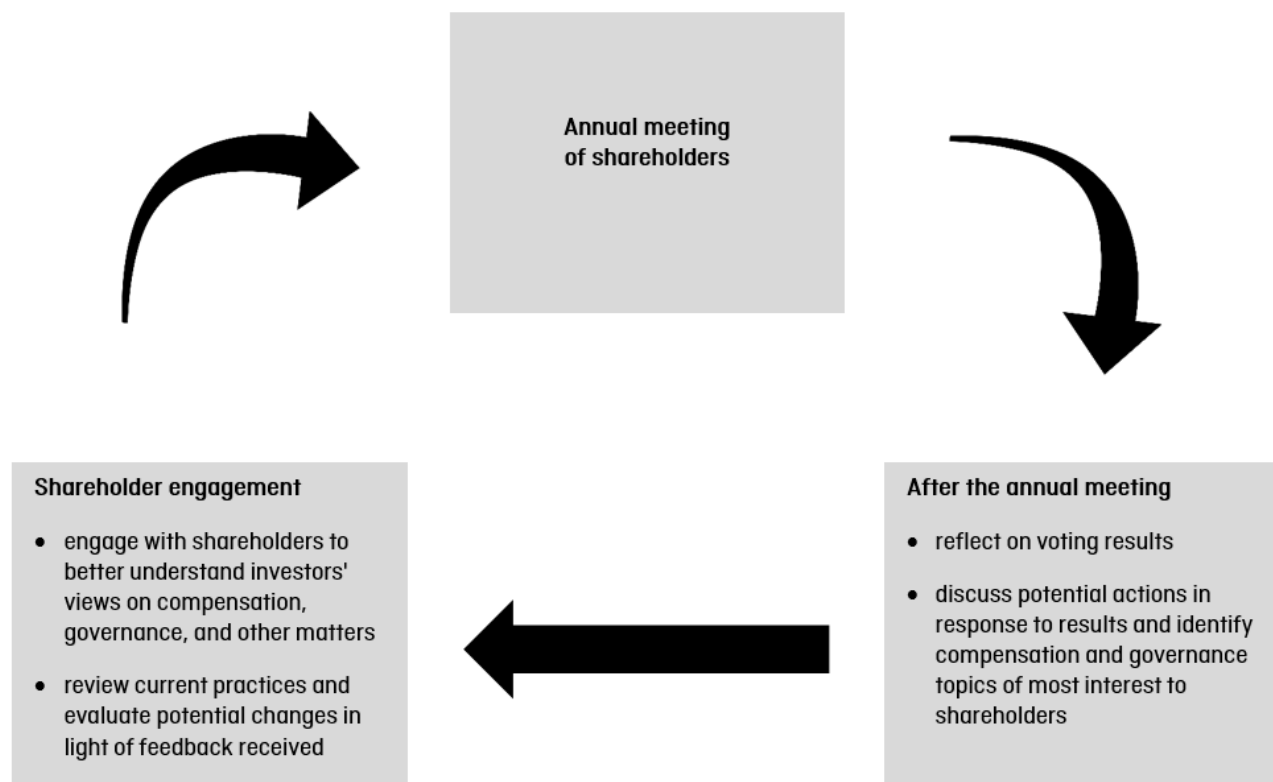 Annual meeting
of shareholders
Shareholder engagement
• engage with shareholders to
better understand investors'
views on compensation,
governance, and other matters
• review current practices and
evaluate potential changes in
light of feedback received
After the annual meeting
• reflect on voting results
• discuss potential actions in
response to results and identify
compensation and governance
topics of most interest to
shareholders